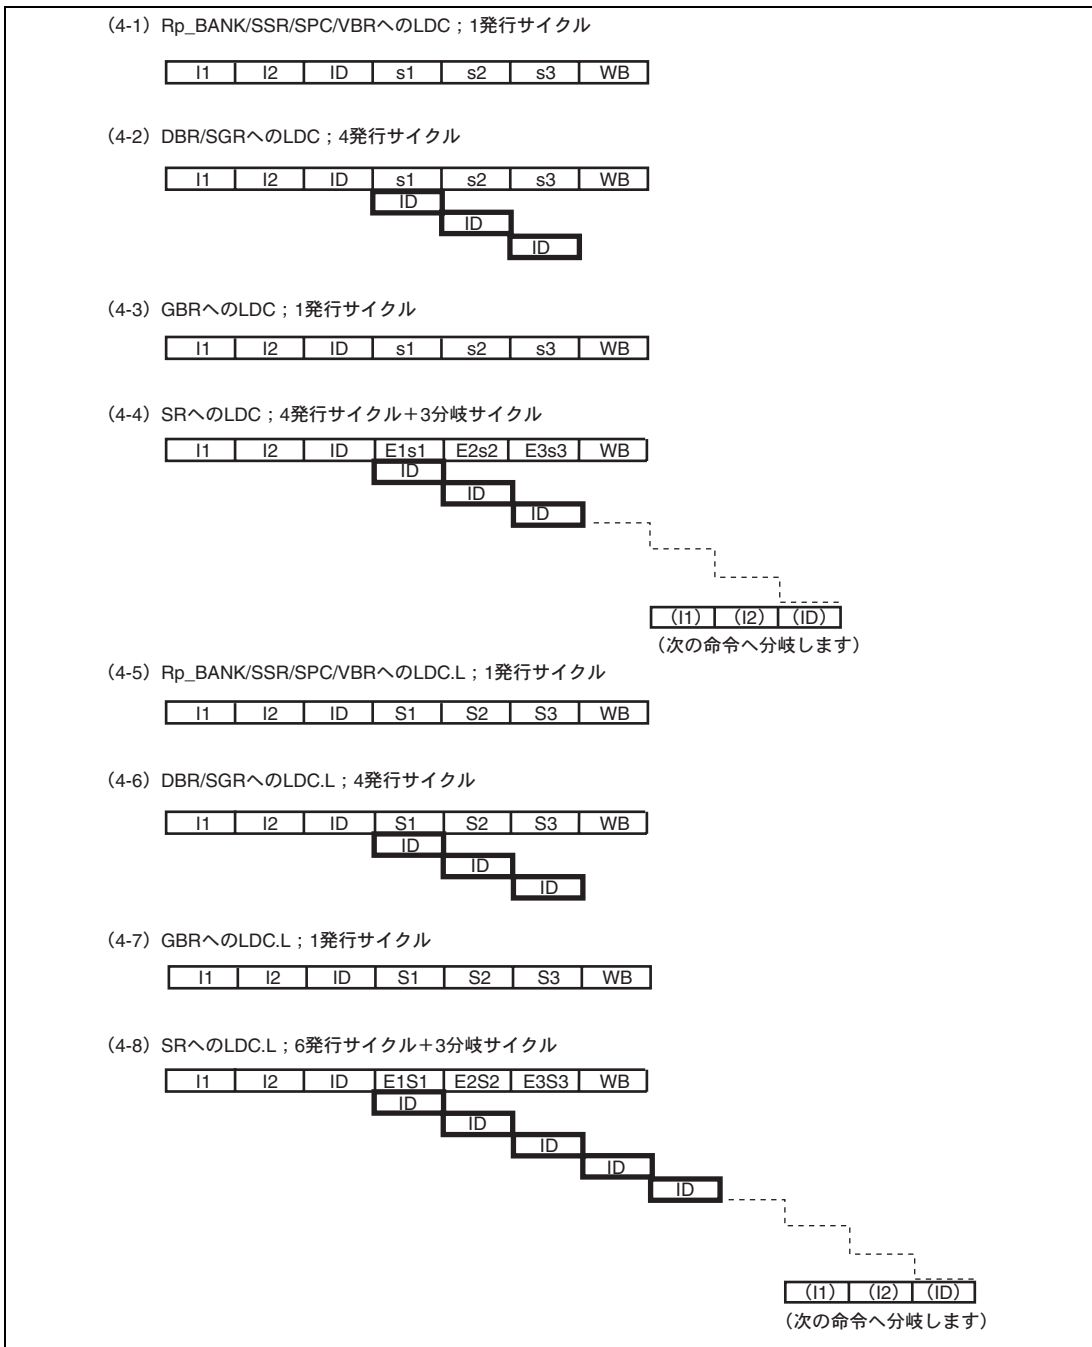 (4-1) Rp_BANK/SSR/SPC/VBRへのLDC；1発行サイクル
I1 I2 ID s1 s2 s3 WB
(4-2) DBR/SGRへのLDC；4発行サイクル
I1 I2 ID s1 s2 s3 WB
ID
ID
ID
(4-3) GBRへのLDC；1発行サイクル
I1 I2 ID s1 s2 s3 WB
(4-4) SRへのLDC；4発行サイクル＋3分岐サイクル
I1 I2 ID E1s1 E2s2 E3s3 WB
ID
ID
ID
(I1) (I2) (ID)
(次の命令へ分岐します)
(4-5) Rp_BANK/SSR/SPC/VBRへのLDC.L；1発行サイクル
I1 I2 ID S1 S2 S3 WB
(4-6) DBR/SGRへのLDC.L；4発行サイクル
I1 I2 ID S1 S2 S3 WB
ID
ID
ID
(4-7) GBRへのLDC.L；1発行サイクル
I1 I2 ID S1 S2 S3 WB
(4-8) SRへのLDC.L；6発行サイクル＋3分岐サイクル
I1 I2 ID E1S1 E2S2 E3S3 WB
ID
ID
ID
ID
ID
(I1) (I2) (ID)
(次の命令へ分岐します)